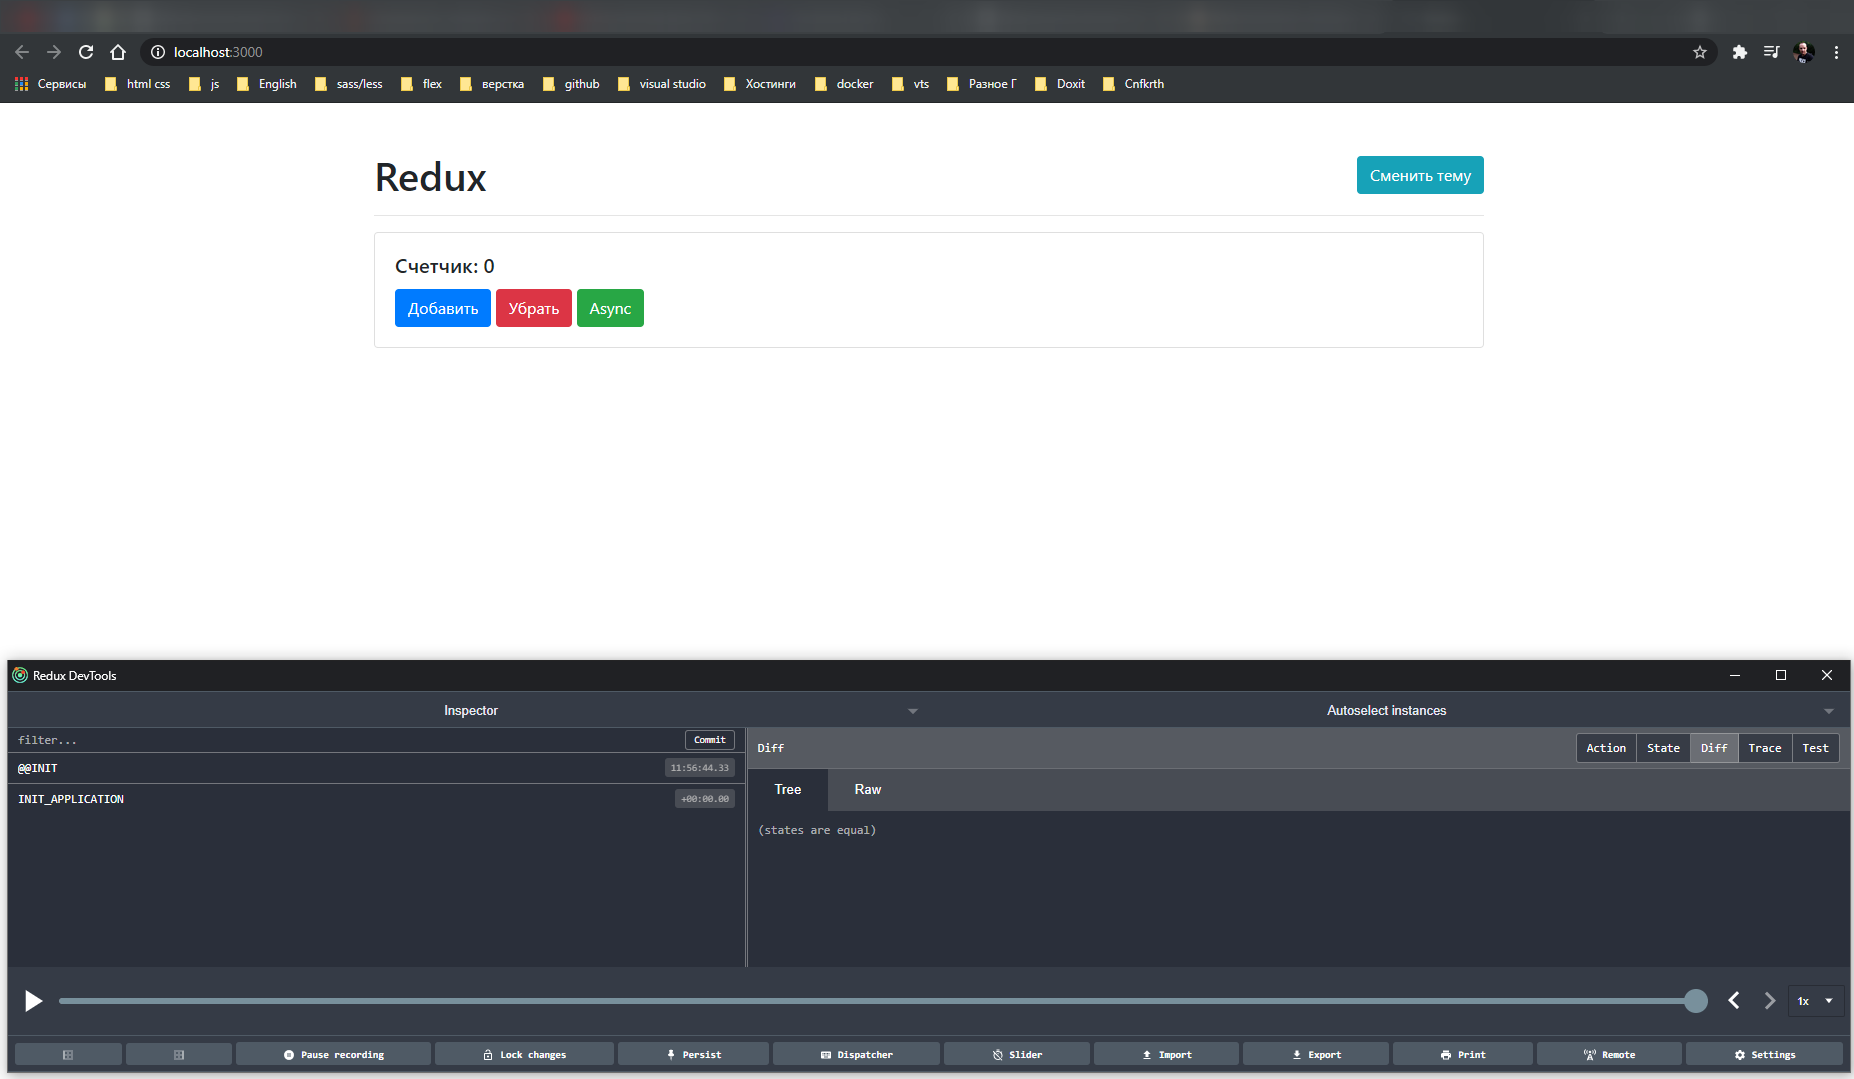 localhost:3000
Сервисы html css js English sass/less flex верстка github visual studio Хостинги docker vts Разное Г Doxit Cnfkrth
Redux
Сменить тему
Счетчик: 0
Добавить Убрать Async
Redux DevTools
Inspector Autoselect instances
filter... Commit
Diff Action State Diff Trace Test
@@INIT 11:56:44.33
Tree Raw
INIT_APPLICATION +00:00.00
(states are equal)
1x
Pause recording Lock changes Persist Dispatcher Slider Import Export Print Remote Settings